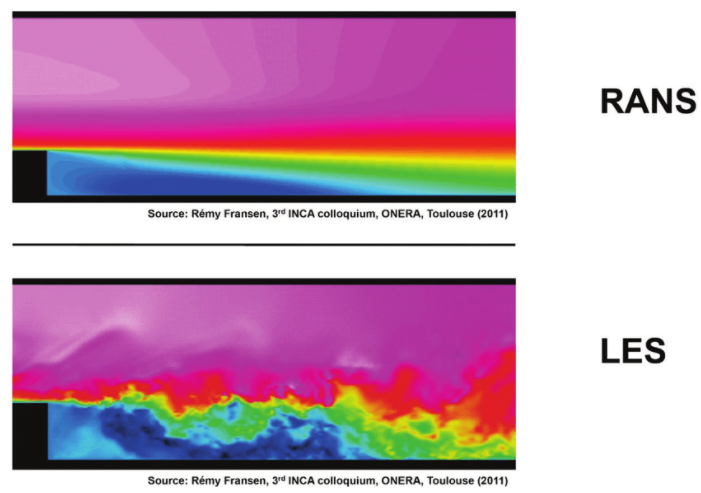 RANS
Source: Rémy Fransen, 3rd INCA colloquium, ONERA, Toulouse (2011)
LES
Source: Rémy Fransen, 3rd INCA colloquium, ONERA, Toulouse (2011)